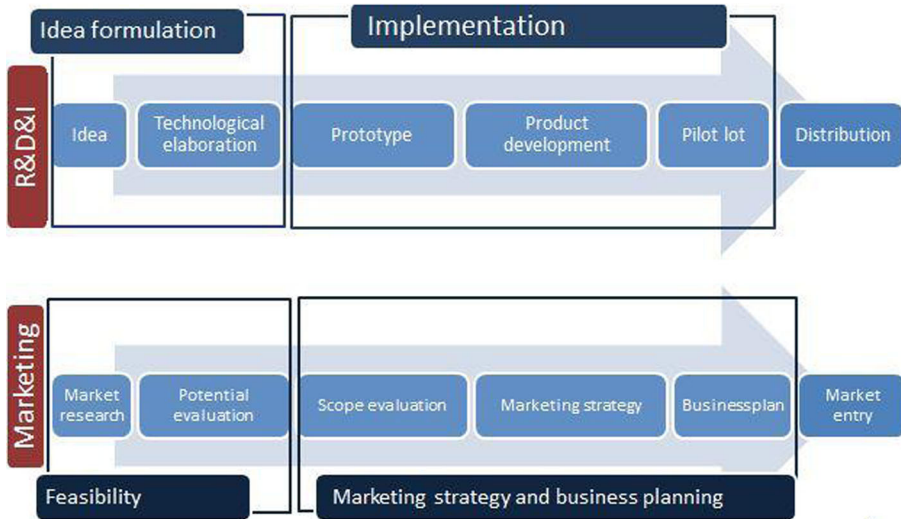 Idea formulation
Implementation
R&D&I
Idea
Technological
elaboration
Prototype
Product
development
Pilot lot
Distribution
Marketing
Market
research
Potential
evaluation
Scope evaluation
Marketing strategy
Businessplan
Market
entry
Feasibility
Marketing strategy and business planning